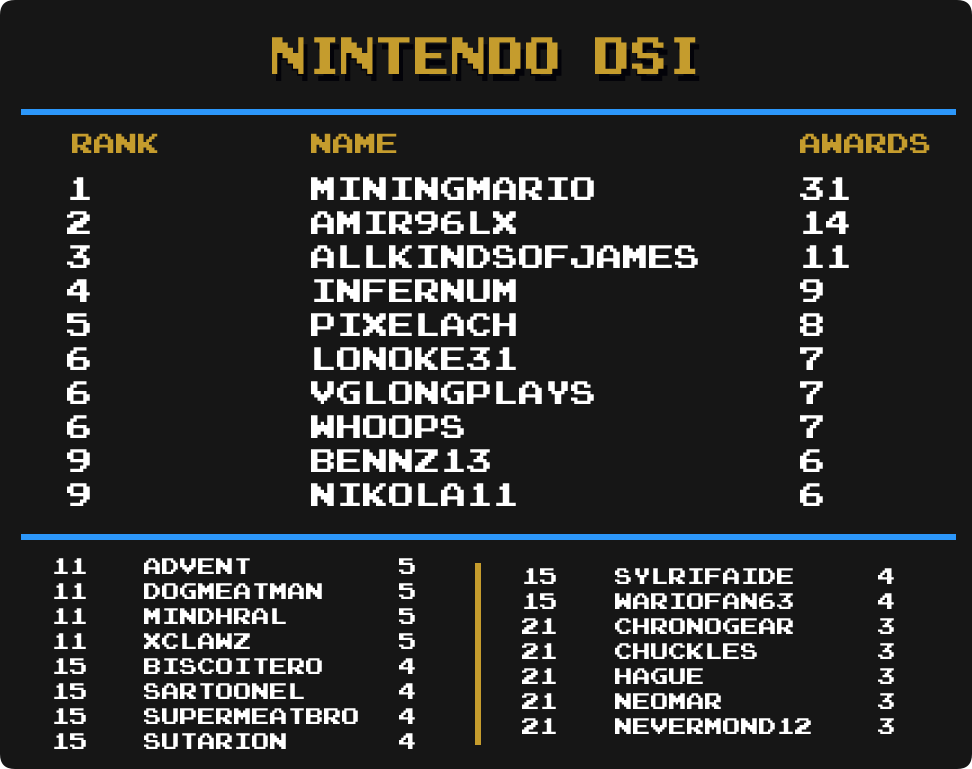 NINTENDO DSI
RANK NAME AWARDS
1 MININGMARIO 31
2 AMIR96LX 14
3 ALLKINDSOFJAMES 11
4 INFERNUM 9
5 PIXELACH 8
6 LONOKE31 7
6 VGLONGPLAYS 7
6 WHOOPS 7
9 BENNZ13 6
9 NIKOLA11 6
11 ADVENT 5
11 DOGMEATMAN 5
11 MINDHRAL 5
11 XCLAWZ 5
15 BISCOITERO 4
15 SARTOONEL 4
15 SUPERMEATBRO 4
15 SUTARION 4
15 SYLRIFAIDE 4
15 WARIOFAN63 4
21 CHRONOGEAR 3
21 CHUCKLES 3
21 HAGUE 3
21 NEOMAR 3
21 NEVERMOND12 3